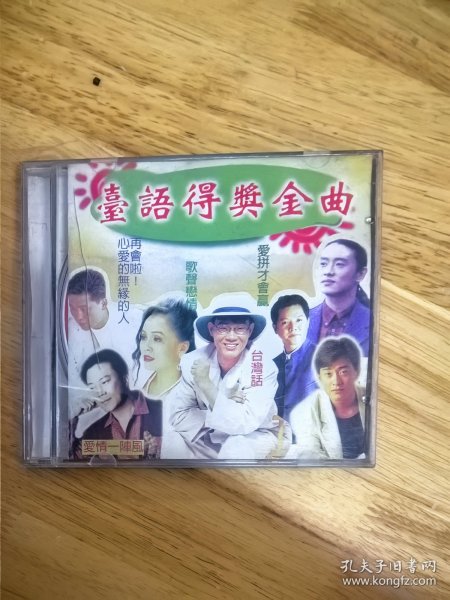 臺語得獎金曲
再會啦！
心愛的無緣的人
歌聲戀情
愛拼才會贏
台灣話
愛情一陣風
孔夫子旧书网
www.kongfz.com